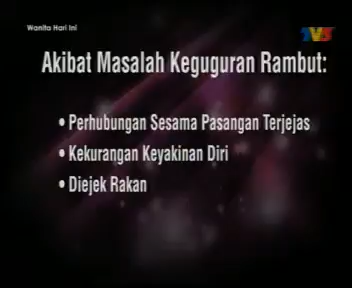 Wanita Hari Ini
TV3
Akibat Masalah Keguguran Rambut:
• Perhubungan Sesama Pasangan Terjejas
• Kekurangan Keyakinan Diri
• Diejek Rakan